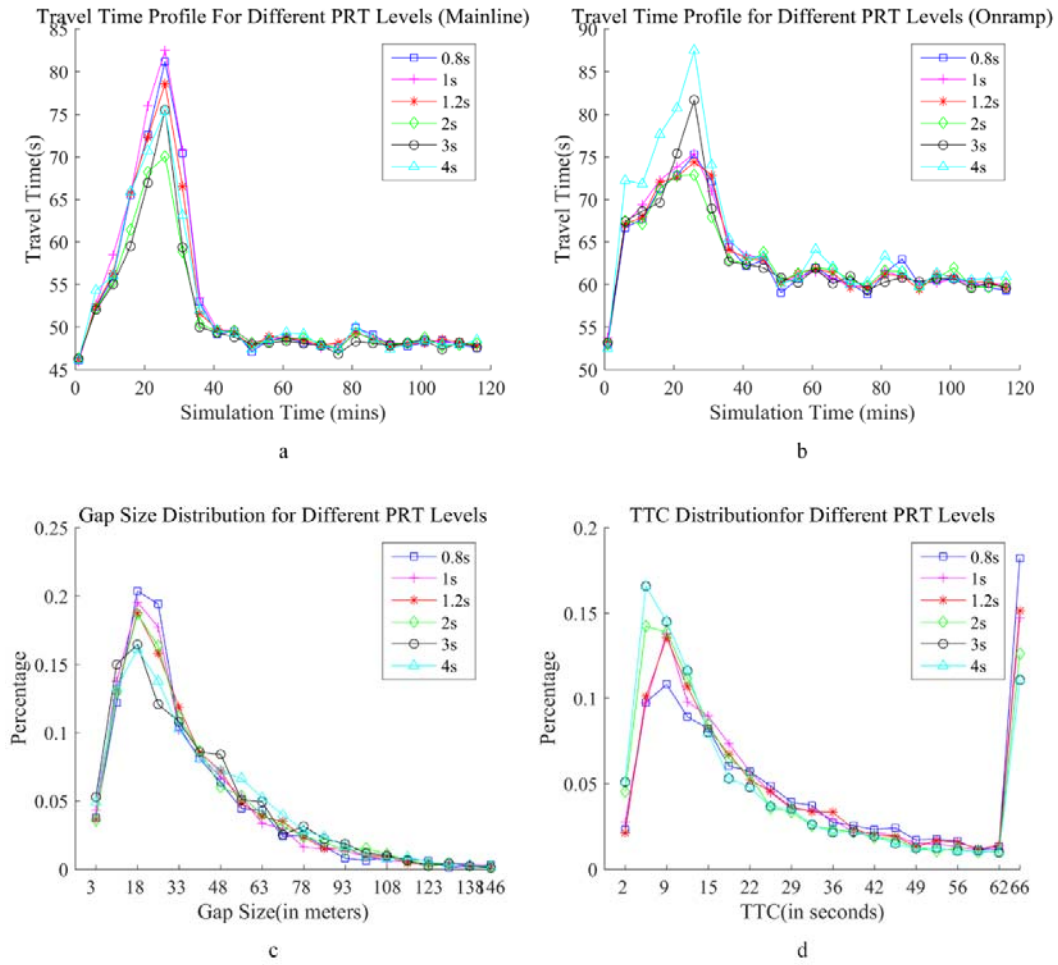 Travel Time Profile For Different PRT Levels (Mainline)
85
80
75
70
65
60
55
50
45
Travel Time(s)
0.8s
1s
1.2s
2s
3s
4s
0 20 40 60 80 100 120
Simulation Time (mins)
a
Travel Time Profile for Different PRT Levels (Onramp)
90
85
80
75
70
65
60
55
50
Travel Time(s)
0.8s
1s
1.2s
2s
3s
4s
0 20 40 60 80 100 120
Simulation Time (mins)
b
Gap Size Distribution for Different PRT Levels
0.25
0.2
0.15
0.1
0.05
0
Percentage
0.8s
1s
1.2s
2s
3s
4s
3 18 33 48 63 78 93 108 123 138 146
Gap Size(in meters)
c
TTC Distributionfor Different PRT Levels
0.2
0.15
0.1
0.05
0
Percentage
0.8s
1s
1.2s
2s
3s
4s
2 9 15 22 29 36 42 49 56 62 66
TTC(in seconds)
d